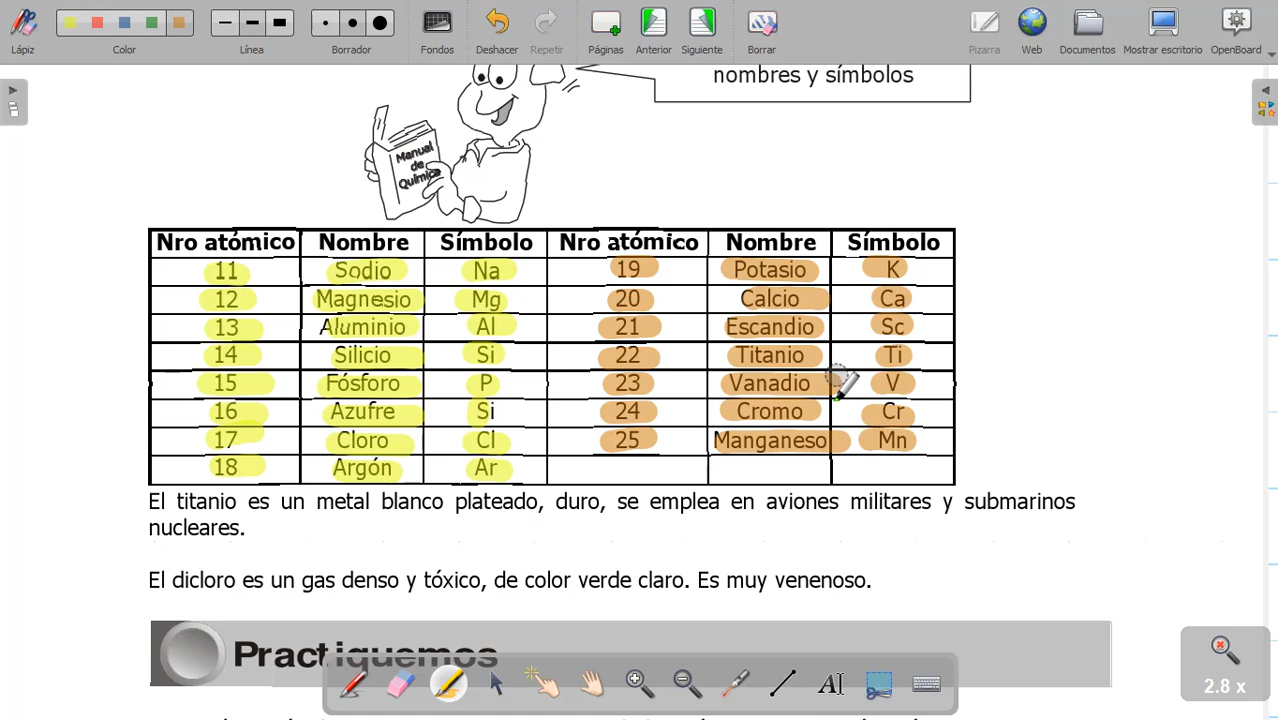 Lápiz Color Línea Borrador Fondos Deshacer Repetir Páginas Anterior Siguiente Borrar Pizarra Web Documentos Mostrar escritorio OpenBoard
nombres y símbolos
Manual
de
Química
Nro atómico Nombre Símbolo Nro atómico Nombre Símbolo
11 Sodio Na 19 Potasio K
12 Magnesio Mg 20 Calcio Ca
13 Aluminio Al 21 Escandio Sc
14 Silicio Si 22 Titanio Ti
15 Fósforo P 23 Vanadio V
16 Azufre Si 24 Cromo Cr
17 Cloro Cl 25 Manganeso Mn
18 Argón Ar
El titanio es un metal blanco plateado, duro, se emplea en aviones militares y submarinos
nucleares.
El dicloro es un gas denso y tóxico, de color verde claro. Es muy venenoso.
Practiquemos
2.8 x